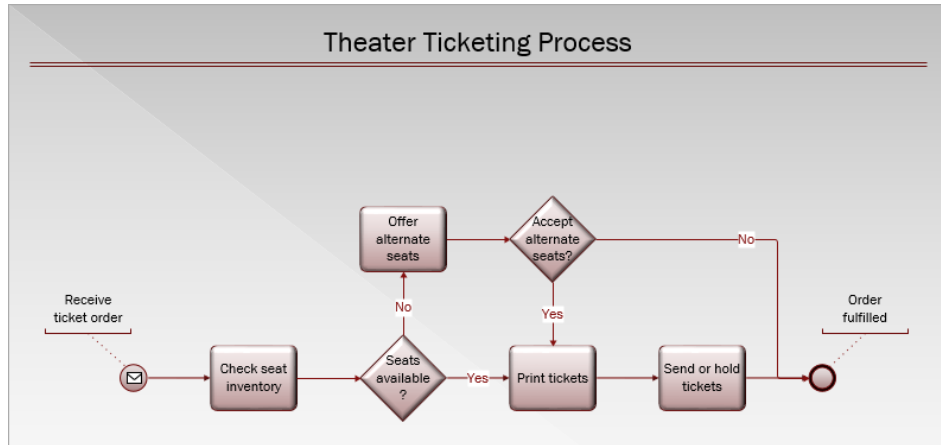 Theater Ticketing Process
Offer
alternate
seats
Accept
alternate
seats?
No
Receive
ticket order
No
Yes
Order
fulfilled
Check seat
inventory
Seats
available
?
Yes
Print tickets
Send or hold
tickets